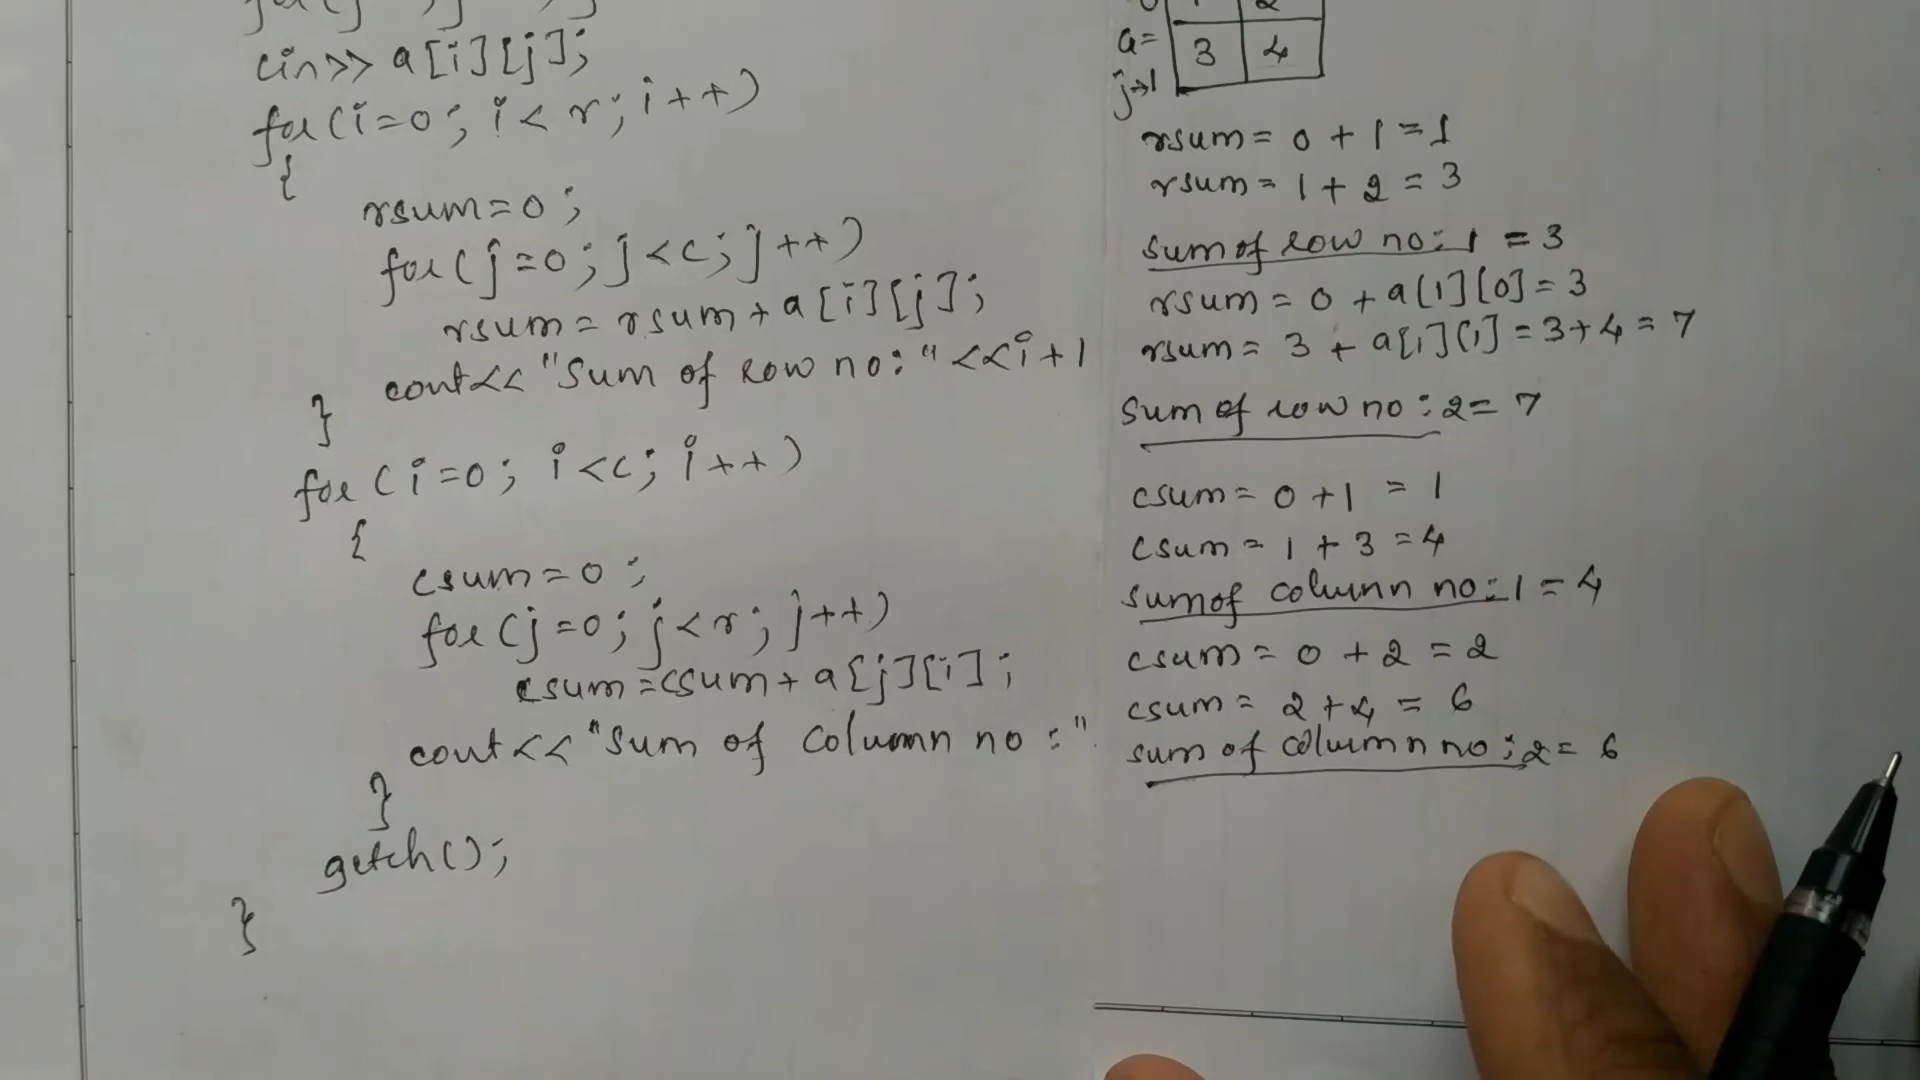 cin>> a[i][j];
for(i=0; i< r; i++)
{
rsum=0;
for(j=0; j<c; j++)
rsum= rsum+a[i][j];
cout<< "Sum of row no:" <<i+1
}
for(i=0; i<c; i++)
{
csum=0;
for(j=0; j<r; j++)
csum=csum+a[j][i];
cout<< "Sum of Column no:"
}
getch();
}
1 2
a= 3 4
j→1
rsum= 0 + 1 = 1
rsum= 1 + 2 = 3
sum of row no: 1 = 3
rsum= 0 + a[1][0]=3
rsum= 3 + a[1][1]=3+4=7
sum of row no:2=7
csum= 0 +1 = 1
csum= 1 + 3 =4
sum of column no:1=4
csum= 0 +2 =2
csum= 2+4 = 6
sum of column no:2= 6